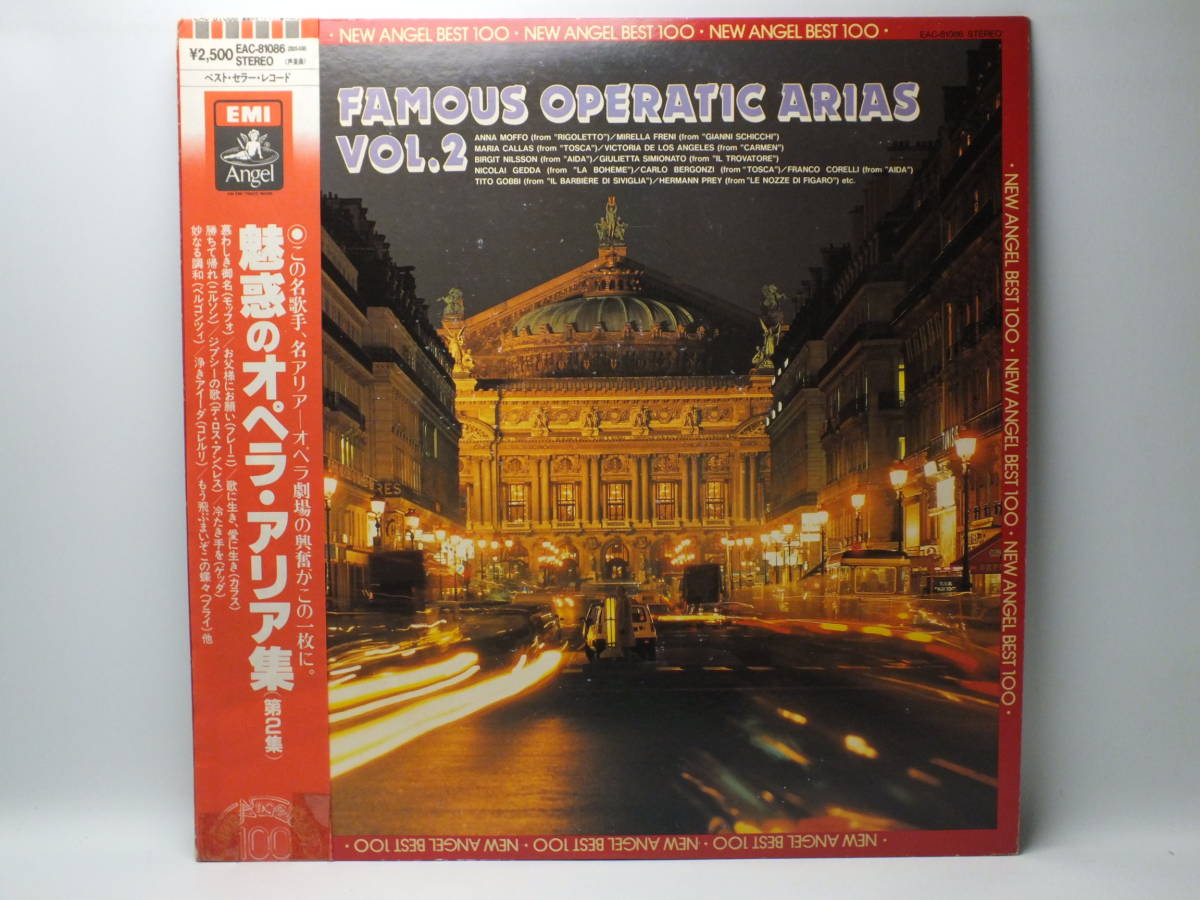 ¥2,500
EAC-81086
STEREO
(声楽曲)
ベスト・セラー・レコード
EMI
Angel
●この名歌手、名アリア―オペラ劇場の興奮がこの一枚に。
魅惑のオペラ・アリア集(第2集)
慕わしき御名(モッフォ)/お父様にお願い(フレーニ)/歌に生き、愛に生き(カラス)
勝ちて帰れ(ニルソン)/ジプシーの歌(デ・ロス・アンヘレス)/冷たき手を(ゲッダ)
妙なる調和(ベルゴンツィ)/浄きアイーダ(コレルリ)/もう飛ぶまいぞこの蝶々(プライ)他
100
· NEW ANGEL BEST 100 · NEW ANGEL BEST 100 · NEW ANGEL BEST 100 ·
EAC-81086 STEREO
FAMOUS OPERATIC ARIAS
VOL.2
ANNA MOFFO (from "RIGOLETTO")/MIRELLA FRENI (from "GIANNI SCHICCHI")
MARIA CALLAS (from "TOSCA")/VICTORIA DE LOS ANGELES (from "CARMEN")
BIRGIT NILSSON (from "AIDA")/GIULIETTA SIMIONATO (from "IL TROVATORE")
NICOLAI GEDDA (from "LA BOHEME")/CARLO BERGONZI (from "TOSCA")/FRANCO CORELLI (from "AIDA")
TITO GOBBI (from "IL BARBIERE DI SIVIGLIA")/HERMANN PREY (from "LE NOZZE DI FIGARO") etc.
· NEW ANGEL BEST 100 · NEW ANGEL BEST 100 · NEW ANGEL BEST 100 ·
· NEW ANGEL BEST 100 · NEW ANGEL BEST 100 · NEW ANGEL BEST 100